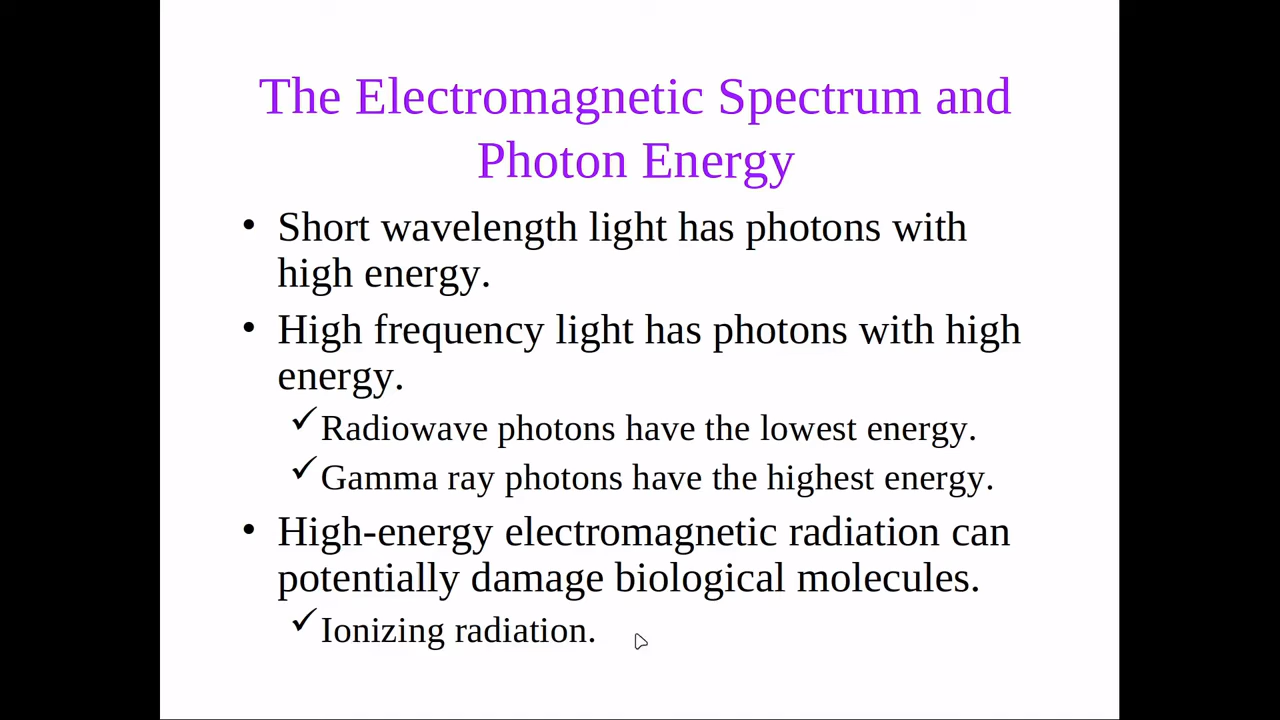 The Electromagnetic Spectrum and
Photon Energy
• Short wavelength light has photons with
high energy.
• High frequency light has photons with high
energy.
✓Radiowave photons have the lowest energy.
✓Gamma ray photons have the highest energy.
• High-energy electromagnetic radiation can
potentially damage biological molecules.
✓Ionizing radiation.